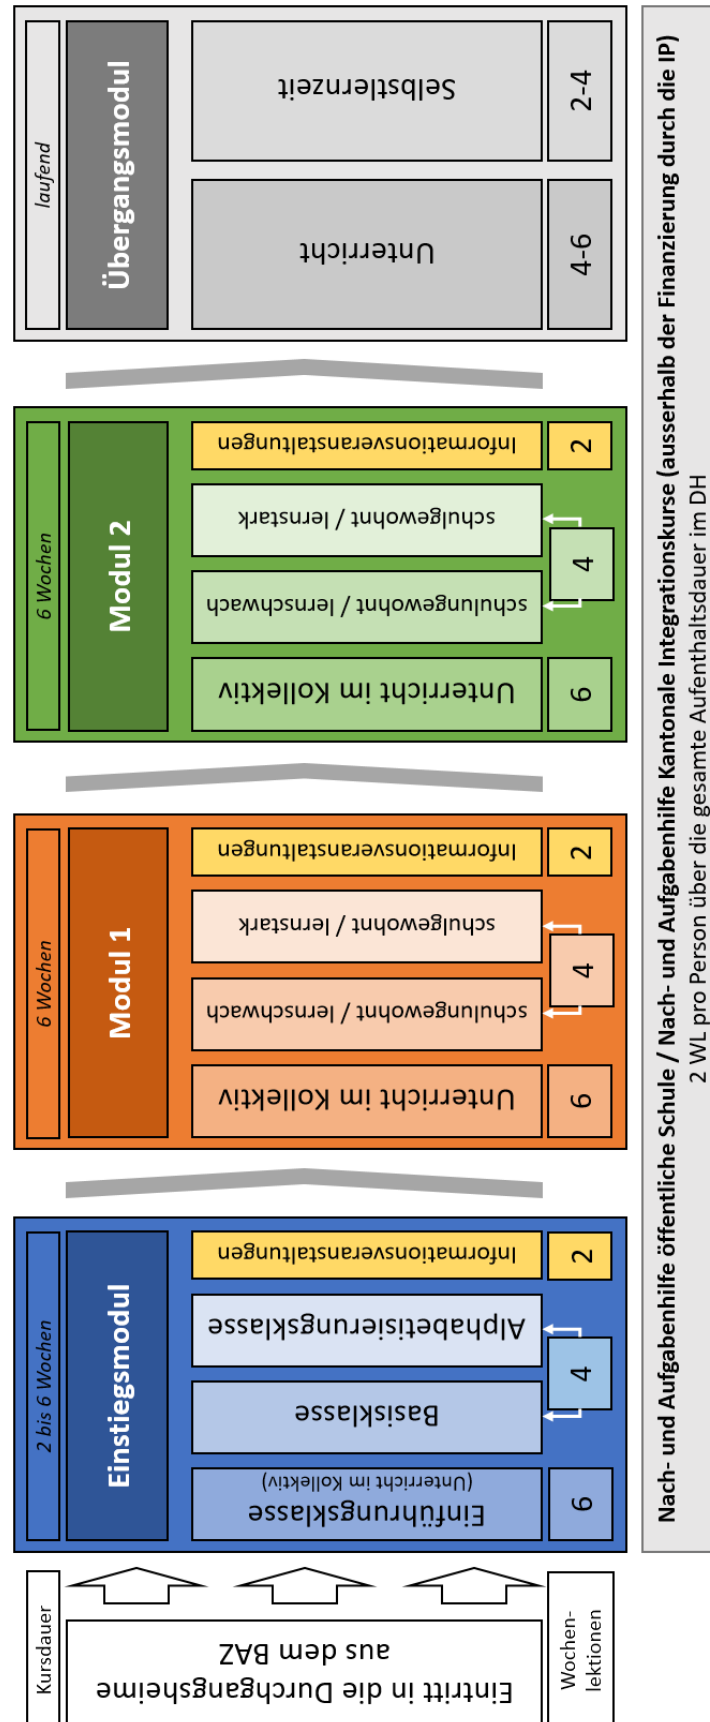 Kursdauer
Eintritt in die Durchgangsheime
aus dem BAZ
Wochen-
lektionen
2 bis 6 Wochen
Einstiegsmodul
Einführungsklasse
(Unterricht im Kollektiv)
6
Basisklasse
Alphabetisierungsklasse
4
Informationsveranstaltungen
2
6 Wochen
Modul 1
Unterricht im Kollektiv
6
schulungewohnt / lernschwach
schulgewohnt / lernstark
4
Informationsveranstaltungen
2
6 Wochen
Modul 2
Unterricht im Kollektiv
6
schulungewohnt / lernschwach
schulgewohnt / lernstark
4
Informationsveranstaltungen
2
laufend
Übergangsmodul
Unterricht
4-6
Selbstlernzeit
2-4
Nach- und Aufgabenhilfe öffentliche Schule / Nach- und Aufgabenhilfe Kantonale Integrationskurse (ausserhalb der Finanzierung durch die IP)
2 WL pro Person über die gesamte Aufenthaltsdauer im DH